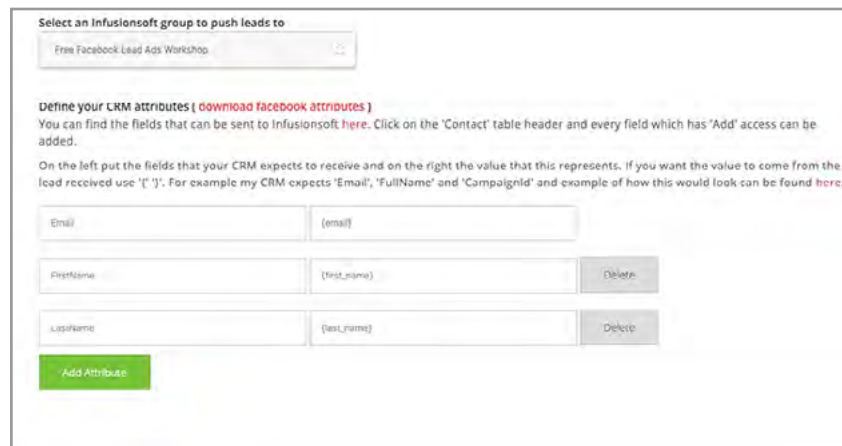 Select an Infusionsoft group to push leads to
Free Facebook Lead Ads Workshop
Define your CRM attributes ( download facebook attributes )
You can find the fields that can be sent to Infusionsoft here. Click on the 'Contact' table header and every field which has 'Add' access can be
added.
On the left put the fields that your CRM expects to receive and on the right the value that this represents. If you want the value to come from the
lead received use '{' '}'. For example my CRM expects 'Email', 'FullName' and 'CampaignId' and example of how this would look can be found here.
Email {email}
FirstName {first_name} Delete
LastName {last_name} Delete
Add Attribute